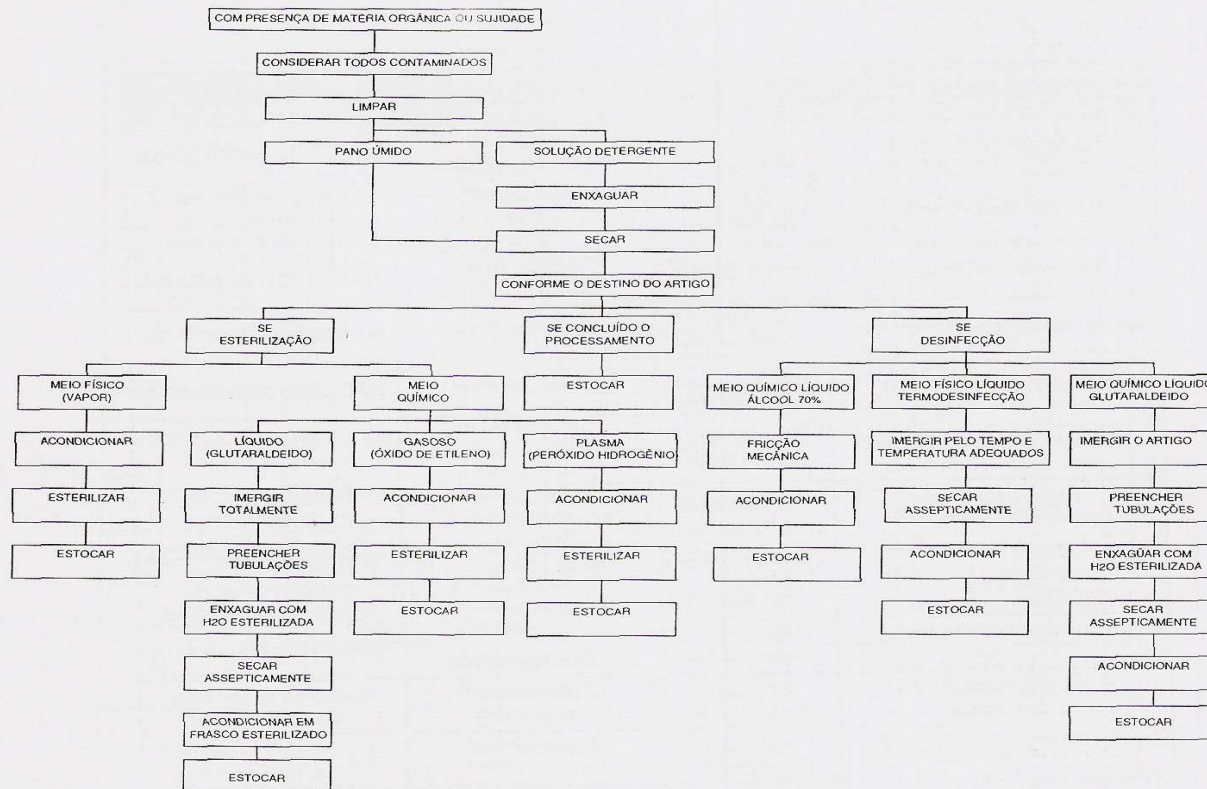 COM PRESENÇA DE MATÉRIA ORGÂNICA OU SUJIDADE
CONSIDERAR TODOS CONTAMINADOS
LIMPAR
PANO ÚMIDO
SOLUÇÃO DETERGENTE
ENXAGUAR
SECAR
CONFORME O DESTINO DO ARTIGO
SE
ESTERILIZAÇÃO
SE CONCLUÍDO O
PROCESSAMENTO
SE
DESINFECÇÃO
MEIO FÍSICO
(VAPOR)
MEIO
QUÍMICO
ESTOCAR
MEIO QUÍMICO LÍQUIDO
ÁLCOOL 70%
MEIO FÍSICO LÍQUIDO
TERMODESINFECÇÃO
MEIO QUÍMICO LÍQUIDO
GLUTARALDEIDO
ACONDICIONAR
LÍQUIDO
(GLUTARALDEIDO)
GASOSO
(ÓXIDO DE ETILENO)
PLASMA
(PERÓXIDO HIDROGÊNIO
FRICÇÃO
MECÂNICA
IMERGIR PELO TEMPO E
TEMPERATURA ADEQUADOS
IMERGIR O ARTIGO
ESTERILIZAR
IMERGIR
TOTALMENTE
ACONDICIONAR
ACONDICIONAR
ACONDICIONAR
SECAR
ASSEPTICAMENTE
PREENCHER
TUBULAÇÕES
ESTOCAR
PREENCHER
TUBULAÇÕES
ESTERILIZAR
ESTERILIZAR
ESTOCAR
ACONDICIONAR
ENXAGÜAR COM
H2O ESTERILIZADA
ENXAGUAR COM
H2O ESTERILIZADA
ESTOCAR
ESTOCAR
ESTOCAR
SECAR
ASSEPTICAMENTE
SECAR
ASSEPTICAMENTE
ACONDICIONAR
ACONDICIONAR EM
FRASCO ESTERILIZADO
ESTOCAR
ESTOCAR